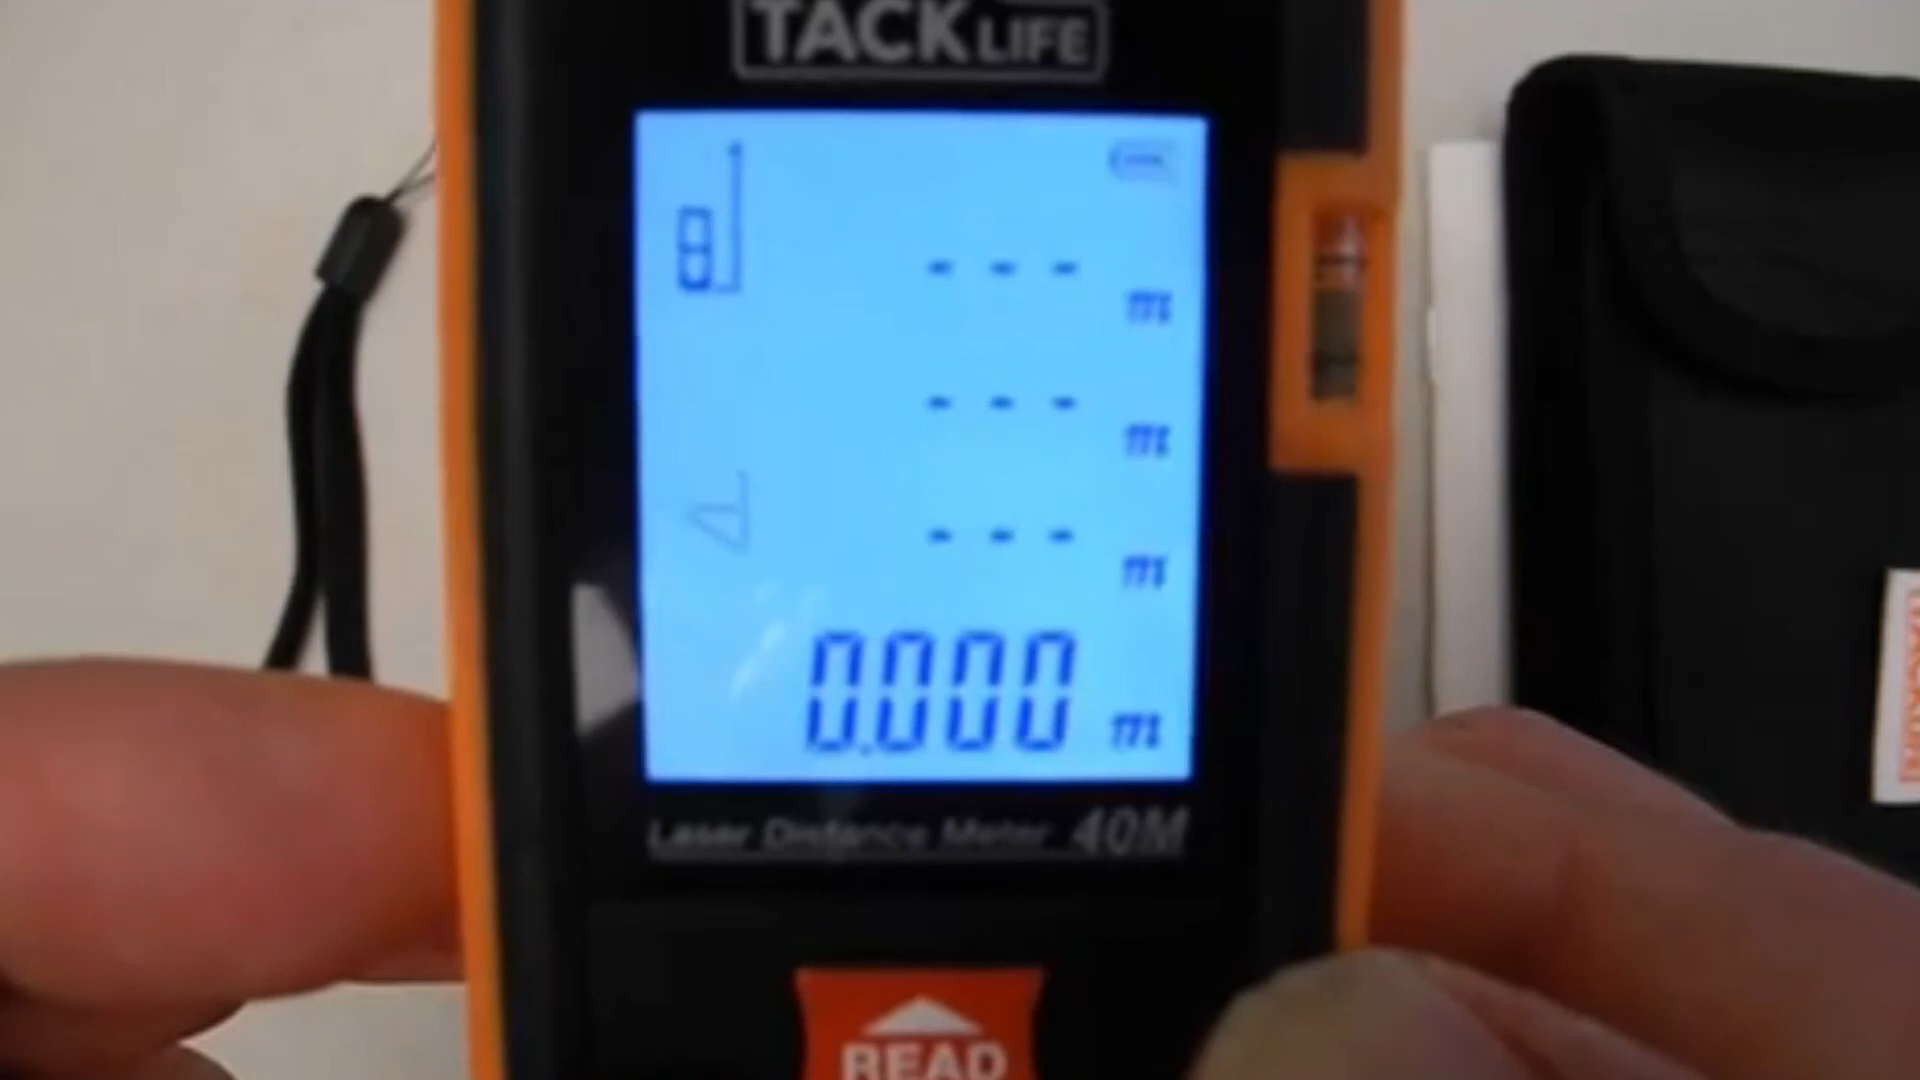 TACKLIFE
--- m
--- m
--- m
0.000 m
Laser Distance Meter 40M
READ